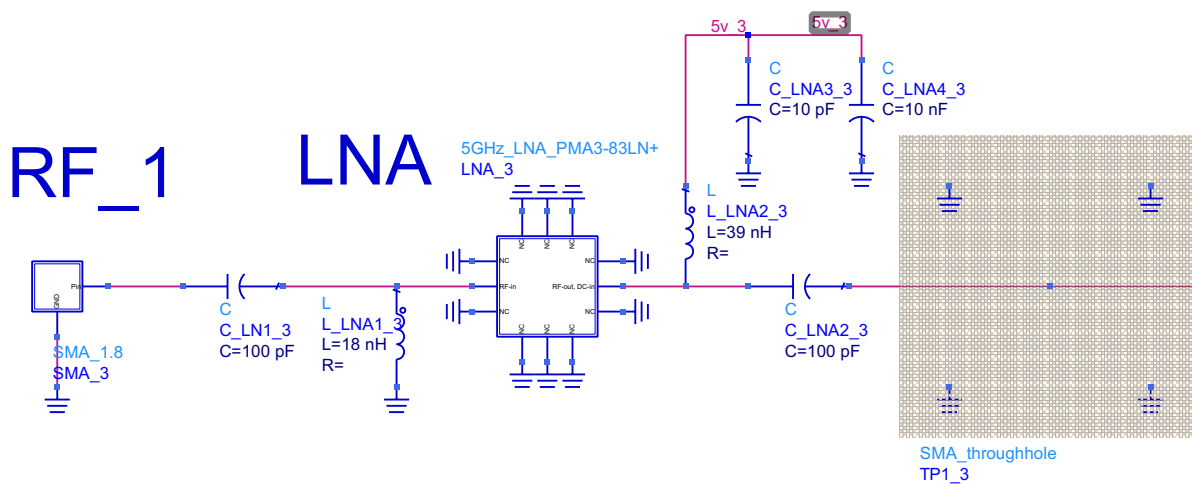 5v_3
5v_3
C
C_LNA3_3
C=10 pF
C
C_LNA4_3
C=10 nF
RF_1
LNA
5GHz_LNA_PMA3-83LN+
LNA_3
L
L_LNA2_3
L=39 nH
R=
NC
NC
NC
NC
NC
Pin
GND
RF-in
RF-out, DC-in
NC
NC
NC
NC
NC
C
C_LN1_3
C=100 pF
L
L_LNA1_3
L=18 nH
R=
C
C_LNA2_3
C=100 pF
SMA_1.8
SMA_3
SMA_throughhole
TP1_3